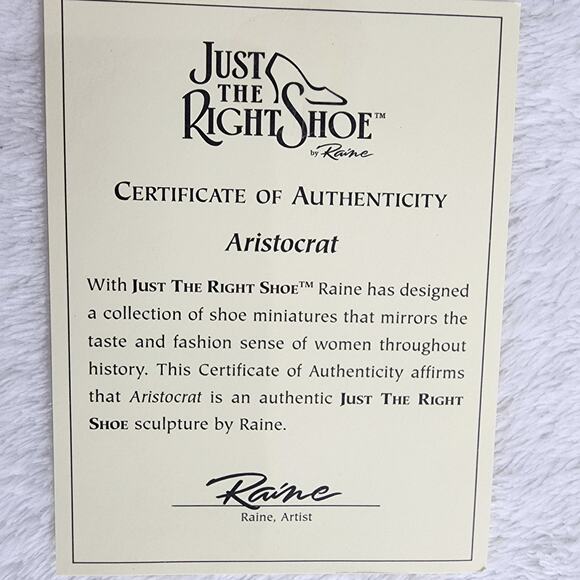 JUST
THE
RIGHT SHOE™
by Raine
CERTIFICATE OF AUTHENTICITY
Aristocrat
With JUST THE RIGHT SHOE™ Raine has designed
a collection of shoe miniatures that mirrors the
taste and fashion sense of women throughout
history. This Certificate of Authenticity affirms
that Aristocrat is an authentic JUST THE RIGHT
SHOE sculpture by Raine.
Raine
Raine, Artist